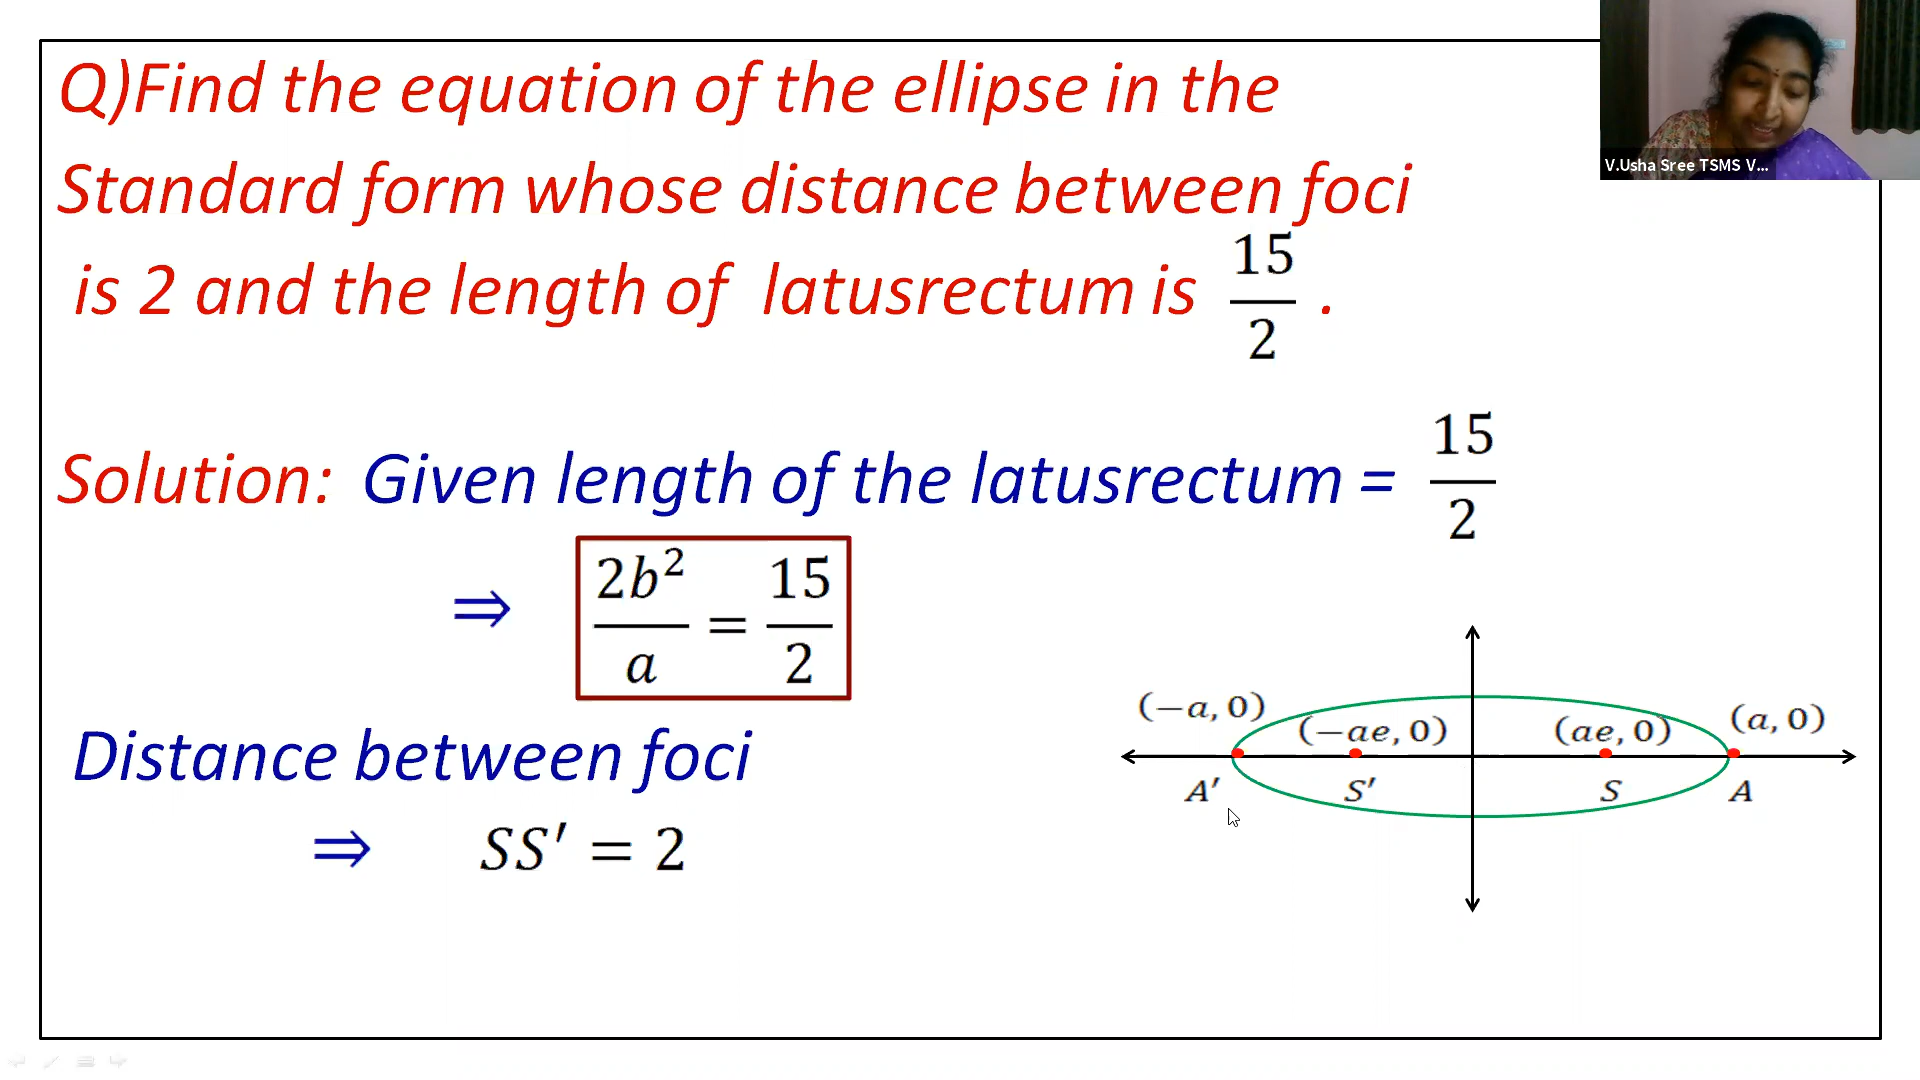 Q)Find the equation of the ellipse in the
Standard form whose distance between foci
is 2 and the length of latusrectum is 15/2 .
V.Usha Sree TSMS V...
Solution: Given length of the latusrectum = 15/2
⇒ 2b²/a = 15/2
Distance between foci
⇒ SS′ = 2
(−a, 0) (−ae, 0) (ae, 0) (a, 0)
A′ S′ S A